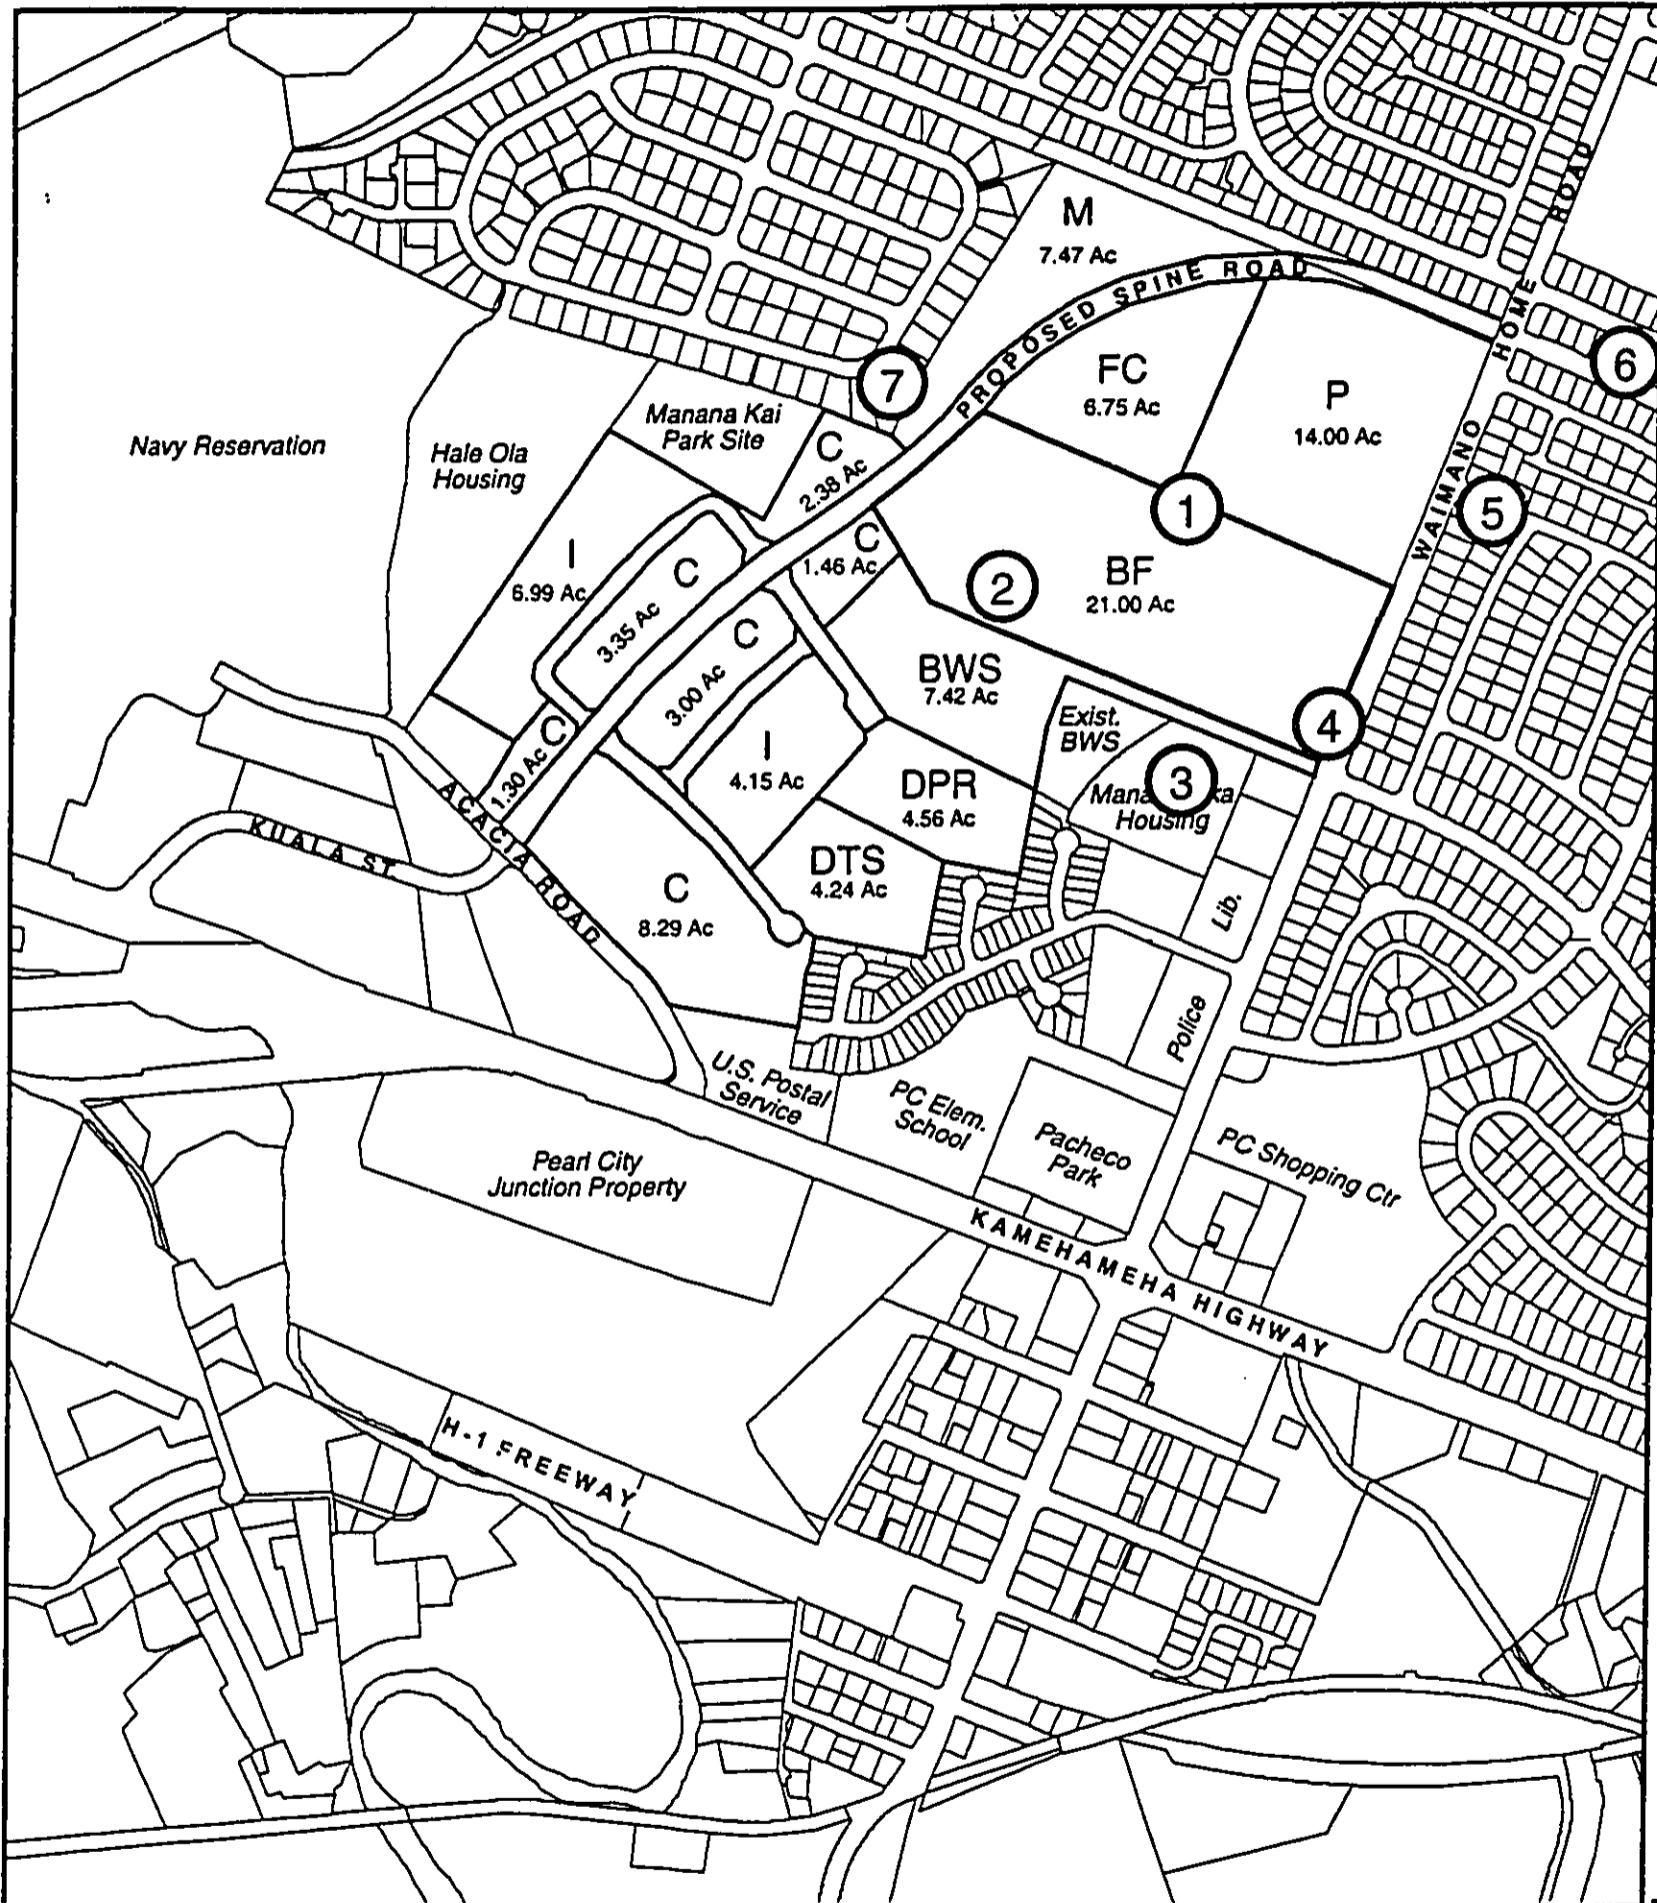 ROAD
M
7.47 Ac
PROPOSED SPINE ROAD
WAIMANO HOME
6
7
FC
6.75 Ac
P
14.00 Ac
Manana Kai
Park Site
Navy Reservation
Hale Ola
Housing
C
2.38 Ac
1
5
I
6.99 Ac
C
3.35 Ac
C
1.46 Ac
2
BF
21.00 Ac
C
3.00 Ac
BWS
7.42 Ac
Exist.
BWS
4
C
1.30 Ac
I
4.15 Ac
DPR
4.56 Ac
3
Housing
ACACIA ROAD
KUALA ST
DTS
4.24 Ac
C
8.29 Ac
Lib.
Police
U.S. Postal
Service
PC Elem.
School
Pacheco
Park
PC Shopping Ctr
Pearl City
Junction Property
KAMEHAMEHA HIGHWAY
H-1 FREEWAY